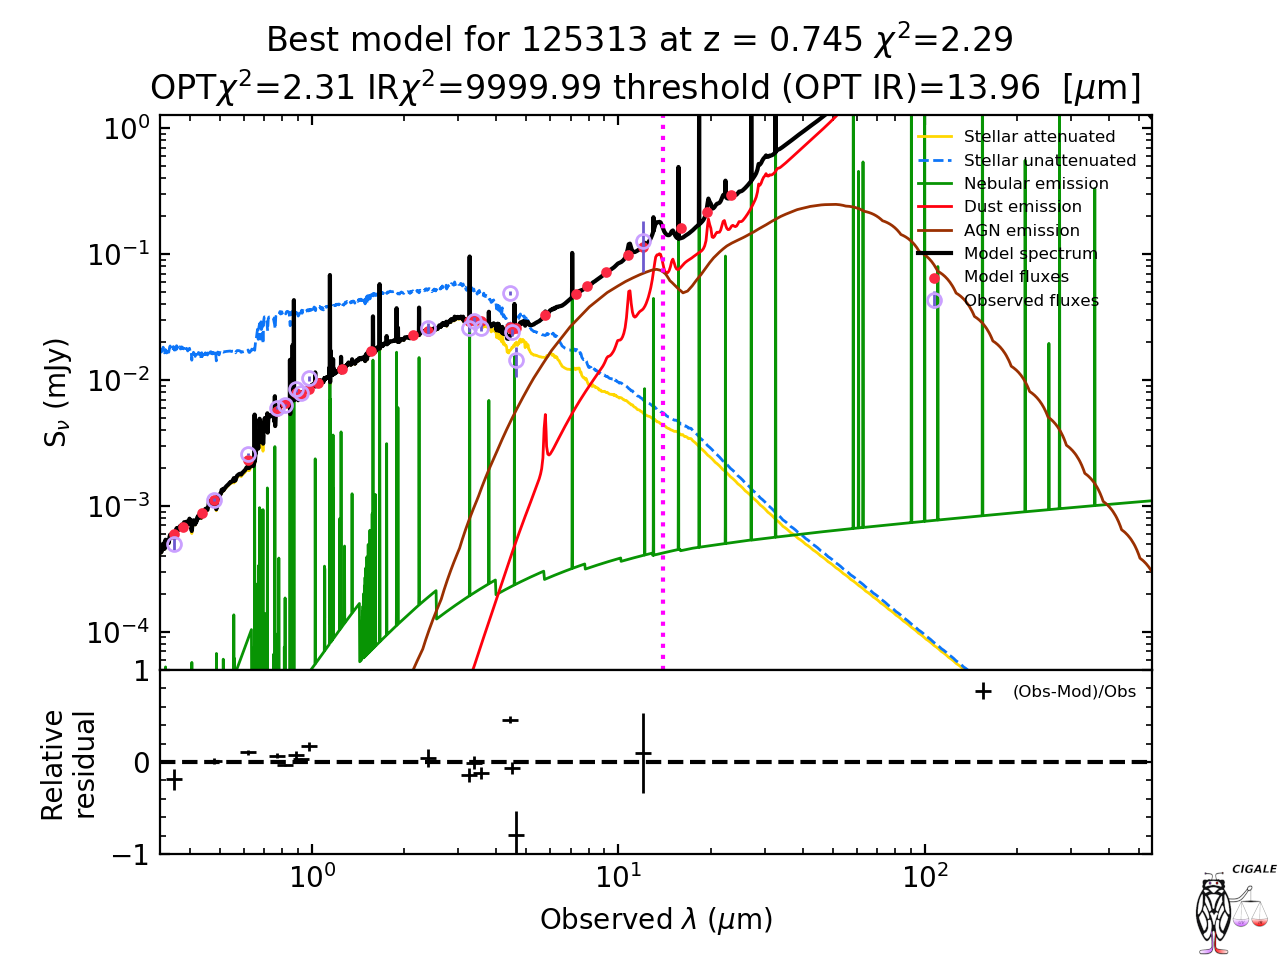 Best model for 125313 at z = 0.745 χ²=2.29
OPTχ²=2.31 IRχ²=9999.99 threshold (OPT IR)=13.96  [μm]
10⁰
10⁻¹
10⁻²
10⁻³
10⁻⁴
S_ν (mJy)
Stellar attenuated
Stellar unattenuated
Nebular emission
Dust emission
AGN emission
Model spectrum
Model fluxes
Observed fluxes
1
0
−1
Relative
residual
(Obs-Mod)/Obs
10⁰
10¹
10²
Observed λ (μm)
CIGALE